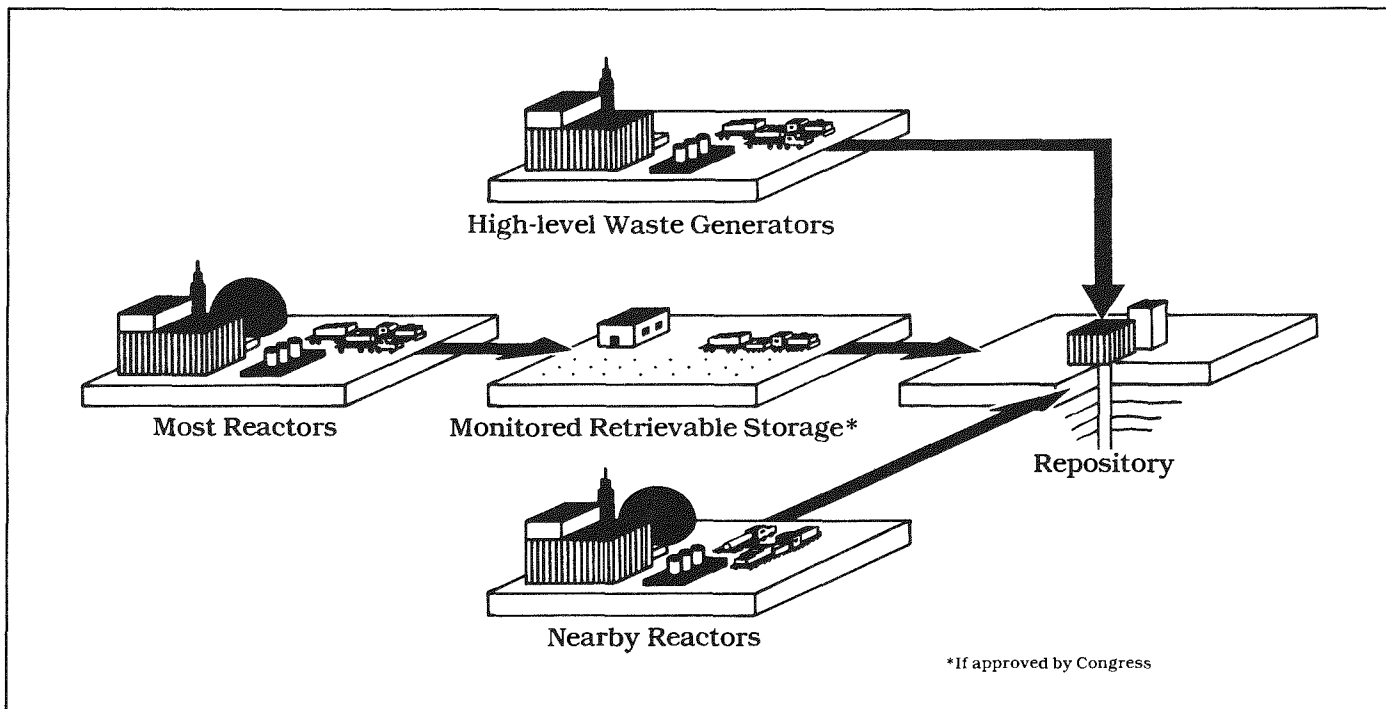 High-level Waste Generators
Most Reactors
Monitored Retrievable Storage*
Repository
Nearby Reactors
*If approved by Congress